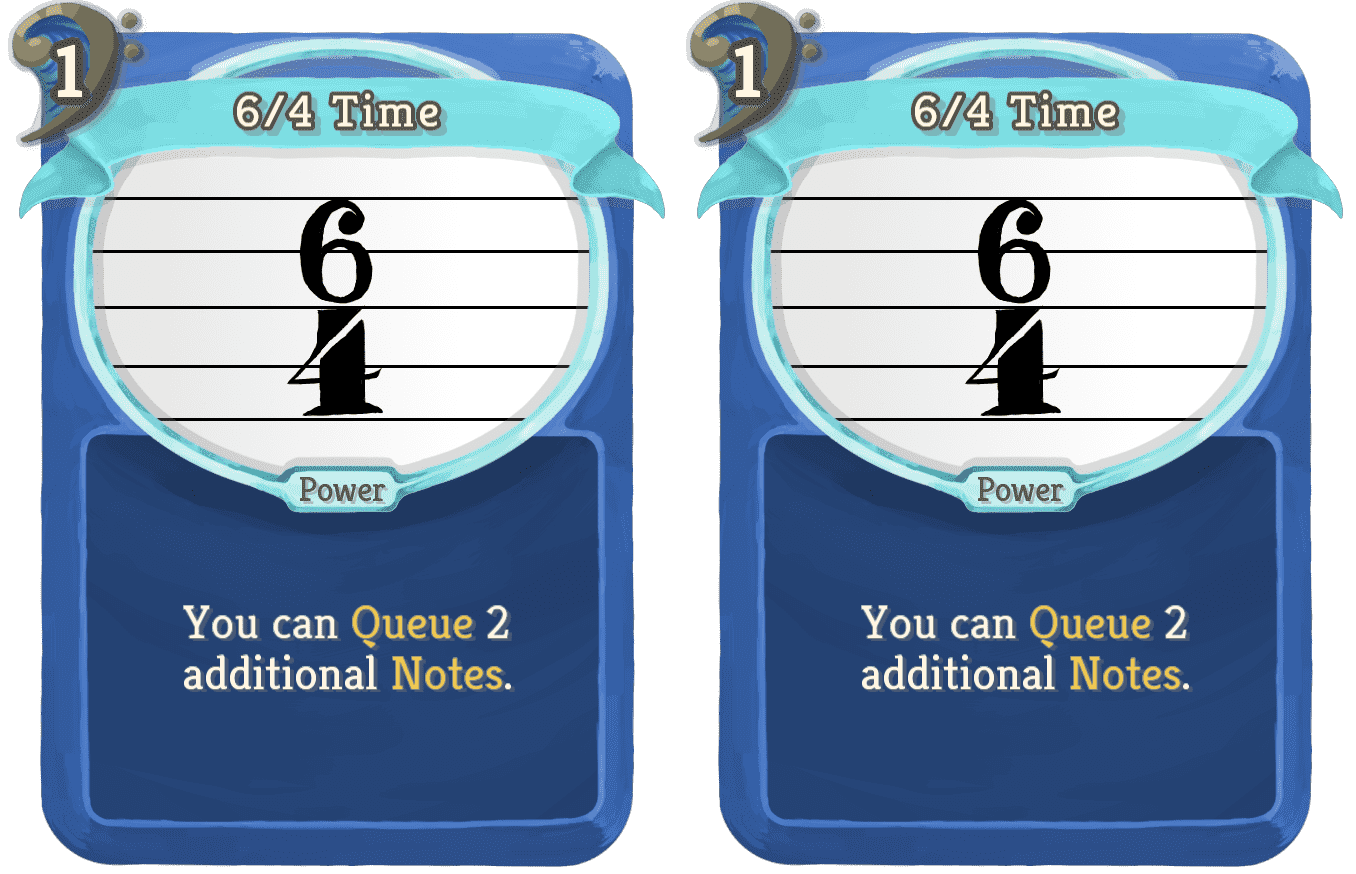 1
6/4 Time
6
4
Power
You can Queue 2
additional Notes.
1
6/4 Time
6
4
Power
You can Queue 2
additional Notes.